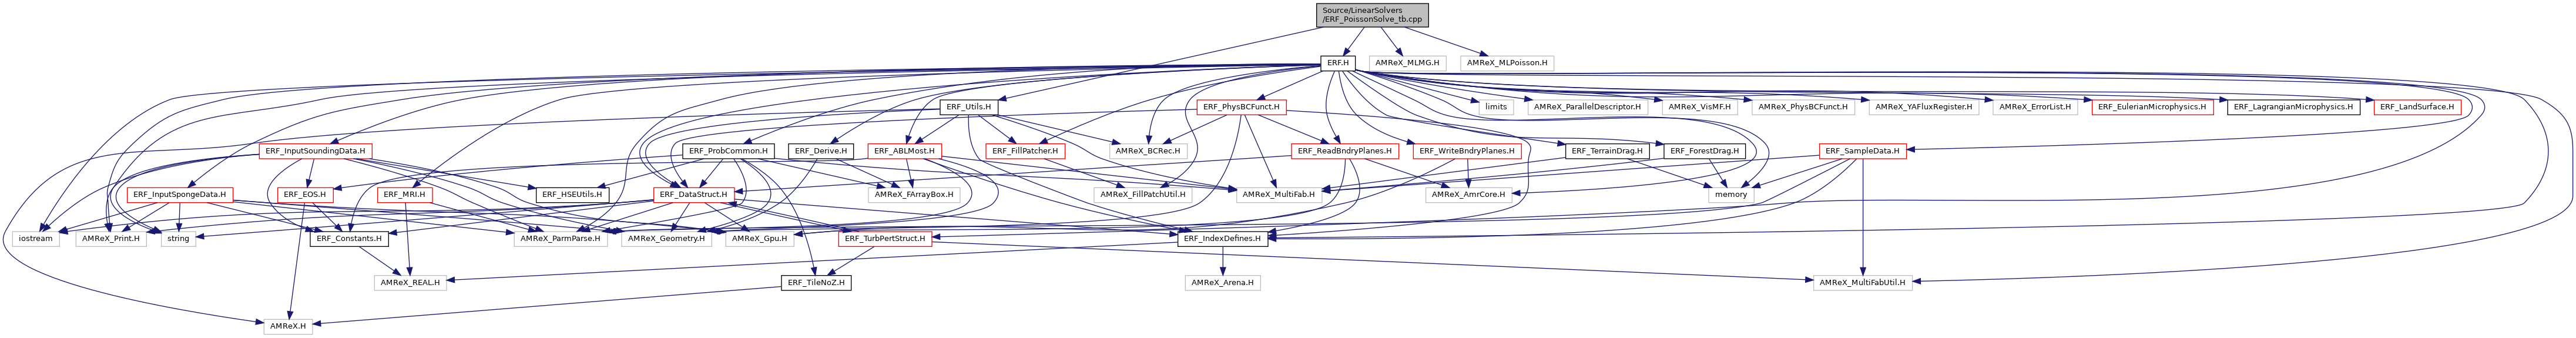 Source/LinearSolvers
/ERF_PoissonSolve_tb.cpp
ERF.H
AMReX_MLMG.H
AMReX_MLPoisson.H
ERF_Utils.H
ERF_PhysBCFunct.H
limits
AMReX_ParallelDescriptor.H
AMReX_VisMF.H
AMReX_PhysBCFunct.H
AMReX_YAFluxRegister.H
AMReX_ErrorList.H
ERF_EulerianMicrophysics.H
ERF_LagrangianMicrophysics.H
ERF_LandSurface.H
ERF_InputSoundingData.H
ERF_ProbCommon.H
ERF_Derive.H
ERF_ABLMost.H
ERF_FillPatcher.H
AMReX_BCRec.H
ERF_ReadBndryPlanes.H
ERF_WriteBndryPlanes.H
ERF_TerrainDrag.H
ERF_ForestDrag.H
ERF_SampleData.H
ERF_InputSpongeData.H
ERF_EOS.H
ERF_MRI.H
ERF_HSEUtils.H
ERF_DataStruct.H
AMReX_FArrayBox.H
AMReX_FillPatchUtil.H
AMReX_MultiFab.H
AMReX_AmrCore.H
memory
iostream
AMReX_Print.H
string
ERF_Constants.H
AMReX_ParmParse.H
AMReX_Geometry.H
AMReX_Gpu.H
ERF_TurbPertStruct.H
ERF_IndexDefines.H
AMReX_REAL.H
ERF_TileNoZ.H
AMReX_Arena.H
AMReX_MultiFabUtil.H
AMReX.H